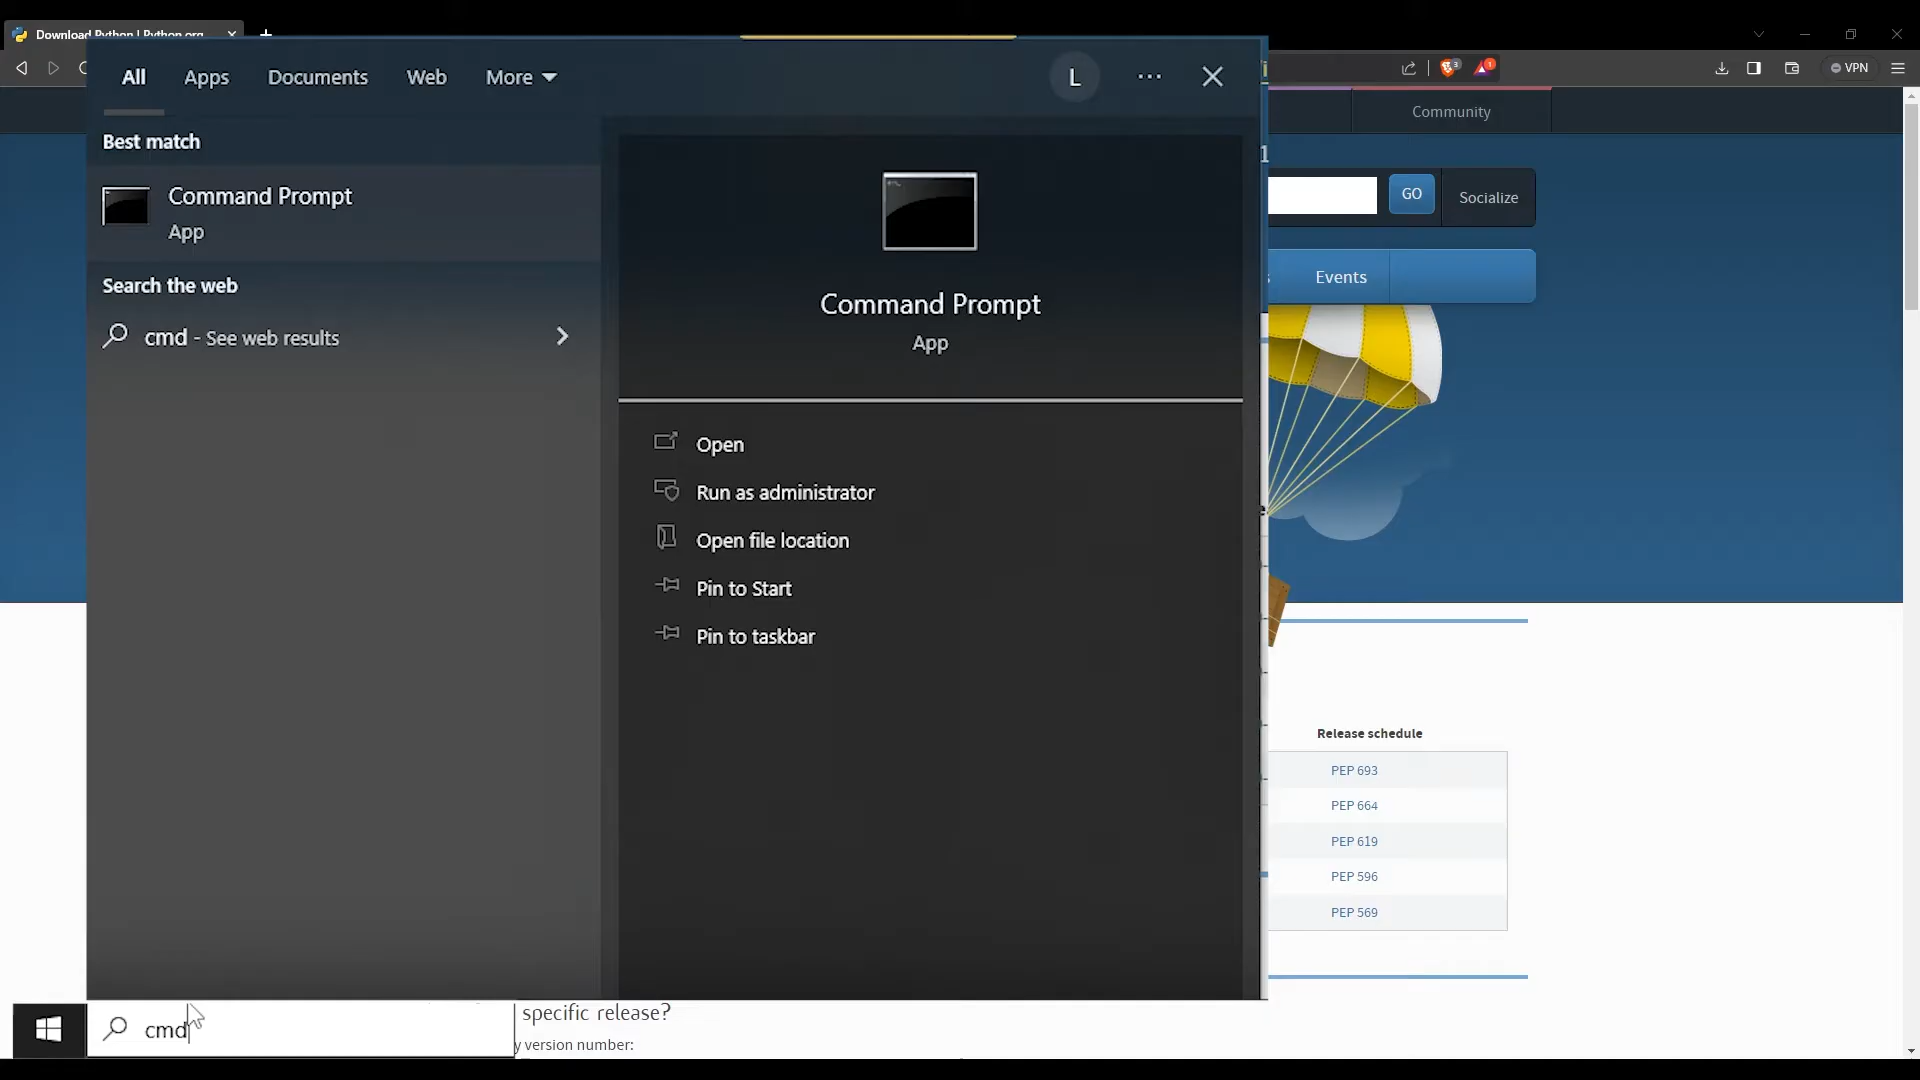 Download Python | Python.org
VPN
All
Apps
Documents
Web
More
L
Community
Best match
Command Prompt
App
GO
Socialize
Search the web
cmd - See web results
Events
Command Prompt
App
Open
Run as administrator
Open file location
Pin to Start
Pin to taskbar
Release schedule
PEP 693
PEP 664
PEP 619
PEP 596
PEP 569
specific release?
version number:
cmd